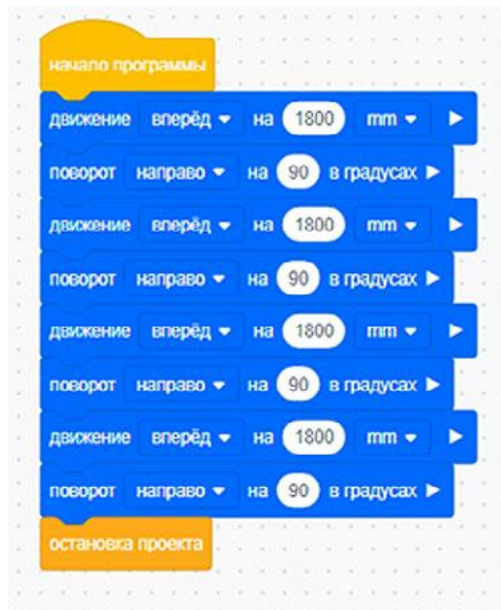 начало программы
движение вперёд на 1800 mm
поворот направо на 90 в градусах
движение вперёд на 1800 mm
поворот направо на 90 в градусах
движение вперёд на 1800 mm
поворот направо на 90 в градусах
движение вперёд на 1800 mm
поворот направо на 90 в градусах
остановка проекта